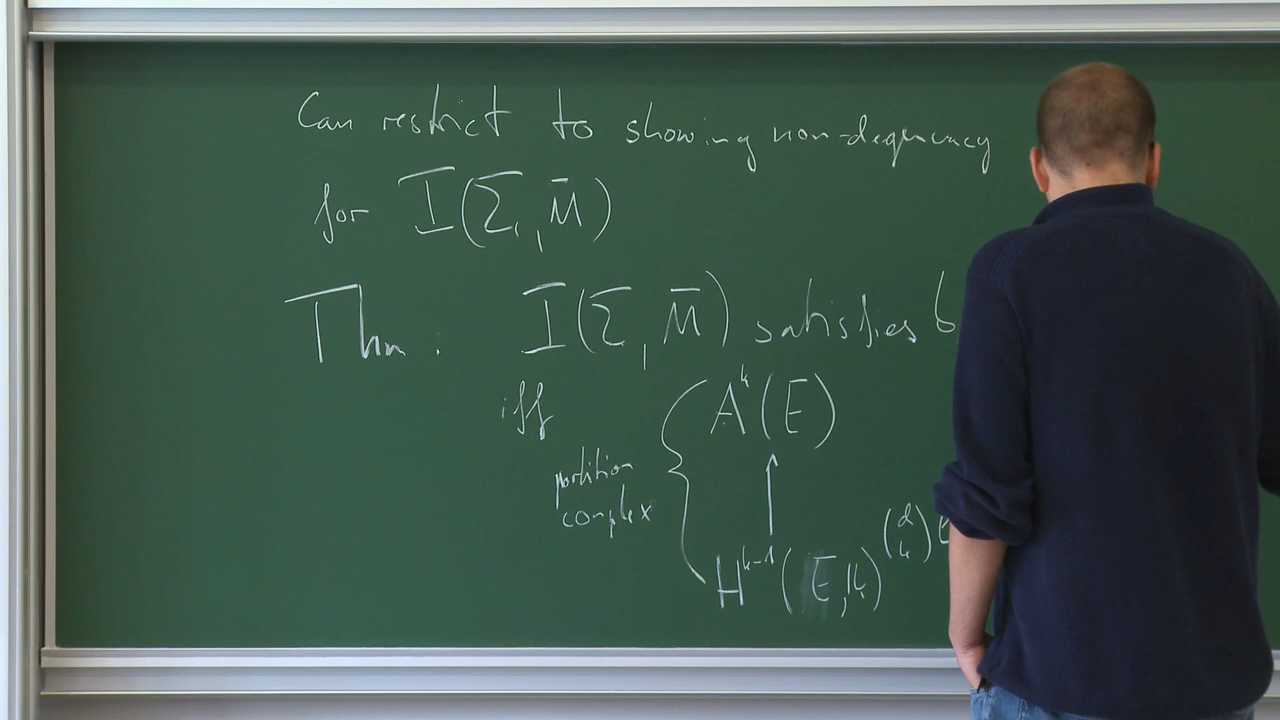 Can restrict to showing non-degeneracy
for I(Σ, M̄)
Thm: I(Σ, M̄) satisfies
iff A^k(E)
partition
complex
↑
H^{k-1}(E, k)^{(d k)}